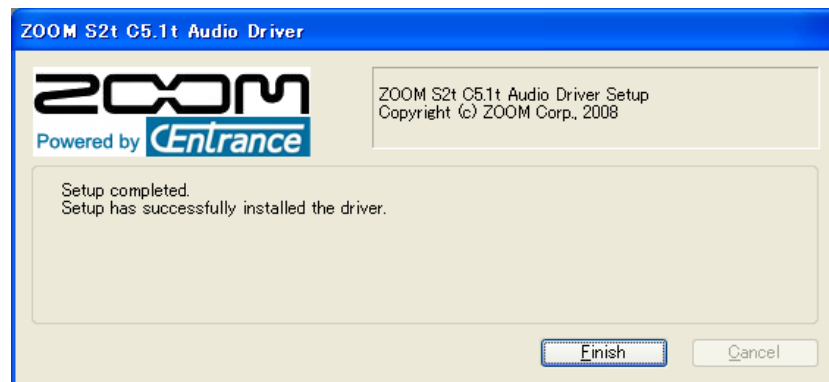 ZOOM S2t C5.1t Audio Driver
ZOOM
Powered by CEntrance
ZOOM S2t C5.1t Audio Driver Setup
Copyright (c) ZOOM Corp., 2008
Setup completed.
Setup has successfully installed the driver.
Finish
Cancel